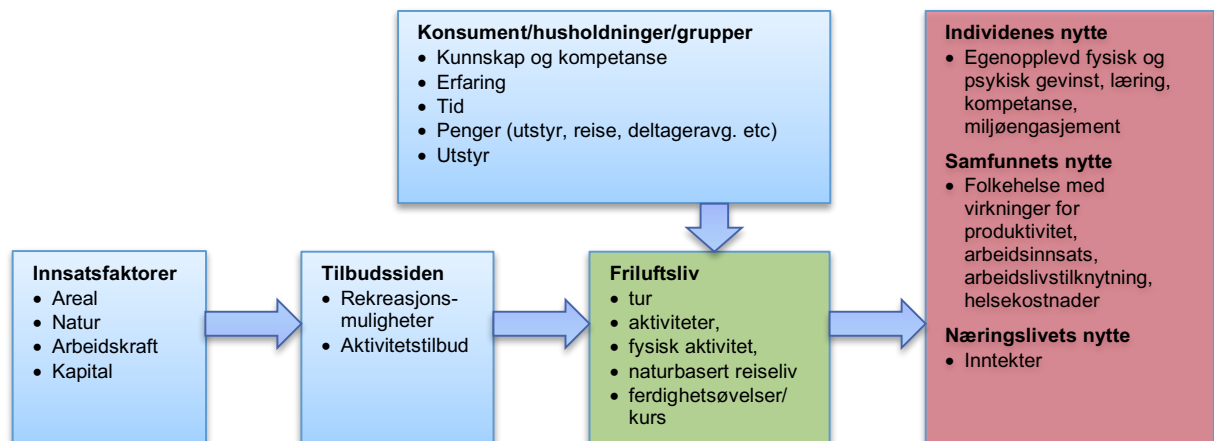 Konsument/husholdninger/grupper
• Kunnskap og kompetanse
• Erfaring
• Tid
• Penger (utstyr, reise, deltageravg. etc)
• Utstyr
Innsatsfaktorer
• Areal
• Natur
• Arbeidskraft
• Kapital
Tilbudssiden
• Rekreasjons-
muligheter
• Aktivitetstilbud
Friluftsliv
• tur
• aktiviteter,
• fysisk aktivitet,
• naturbasert reiseliv
• ferdighetsøvelser/
kurs
Individenes nytte
• Egenopplevd fysisk og
psykisk gevinst, læring,
kompetanse,
miljøengasjement
Samfunnets nytte
• Folkehelse med
virkninger for
produktivitet,
arbeidsinnsats,
arbeidslivstilknytning,
helsekostnader
Næringslivets nytte
• Inntekter